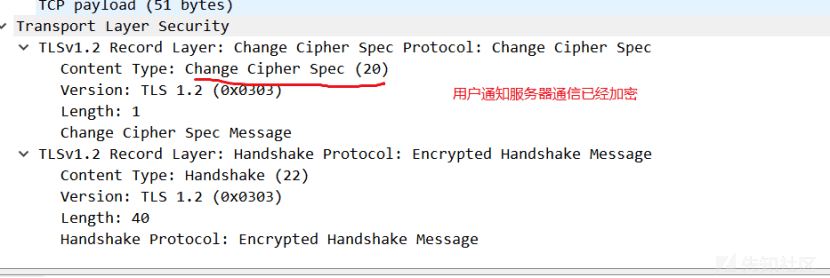 TCP payload (51 bytes)
Transport Layer Security
TLSv1.2 Record Layer: Change Cipher Spec Protocol: Change Cipher Spec
Content Type: Change Cipher Spec (20)
Version: TLS 1.2 (0x0303)
用户通知服务器通信已经加密
Length: 1
Change Cipher Spec Message
TLSv1.2 Record Layer: Handshake Protocol: Encrypted Handshake Message
Content Type: Handshake (22)
Version: TLS 1.2 (0x0303)
Length: 40
Handshake Protocol: Encrypted Handshake Message
先知社区